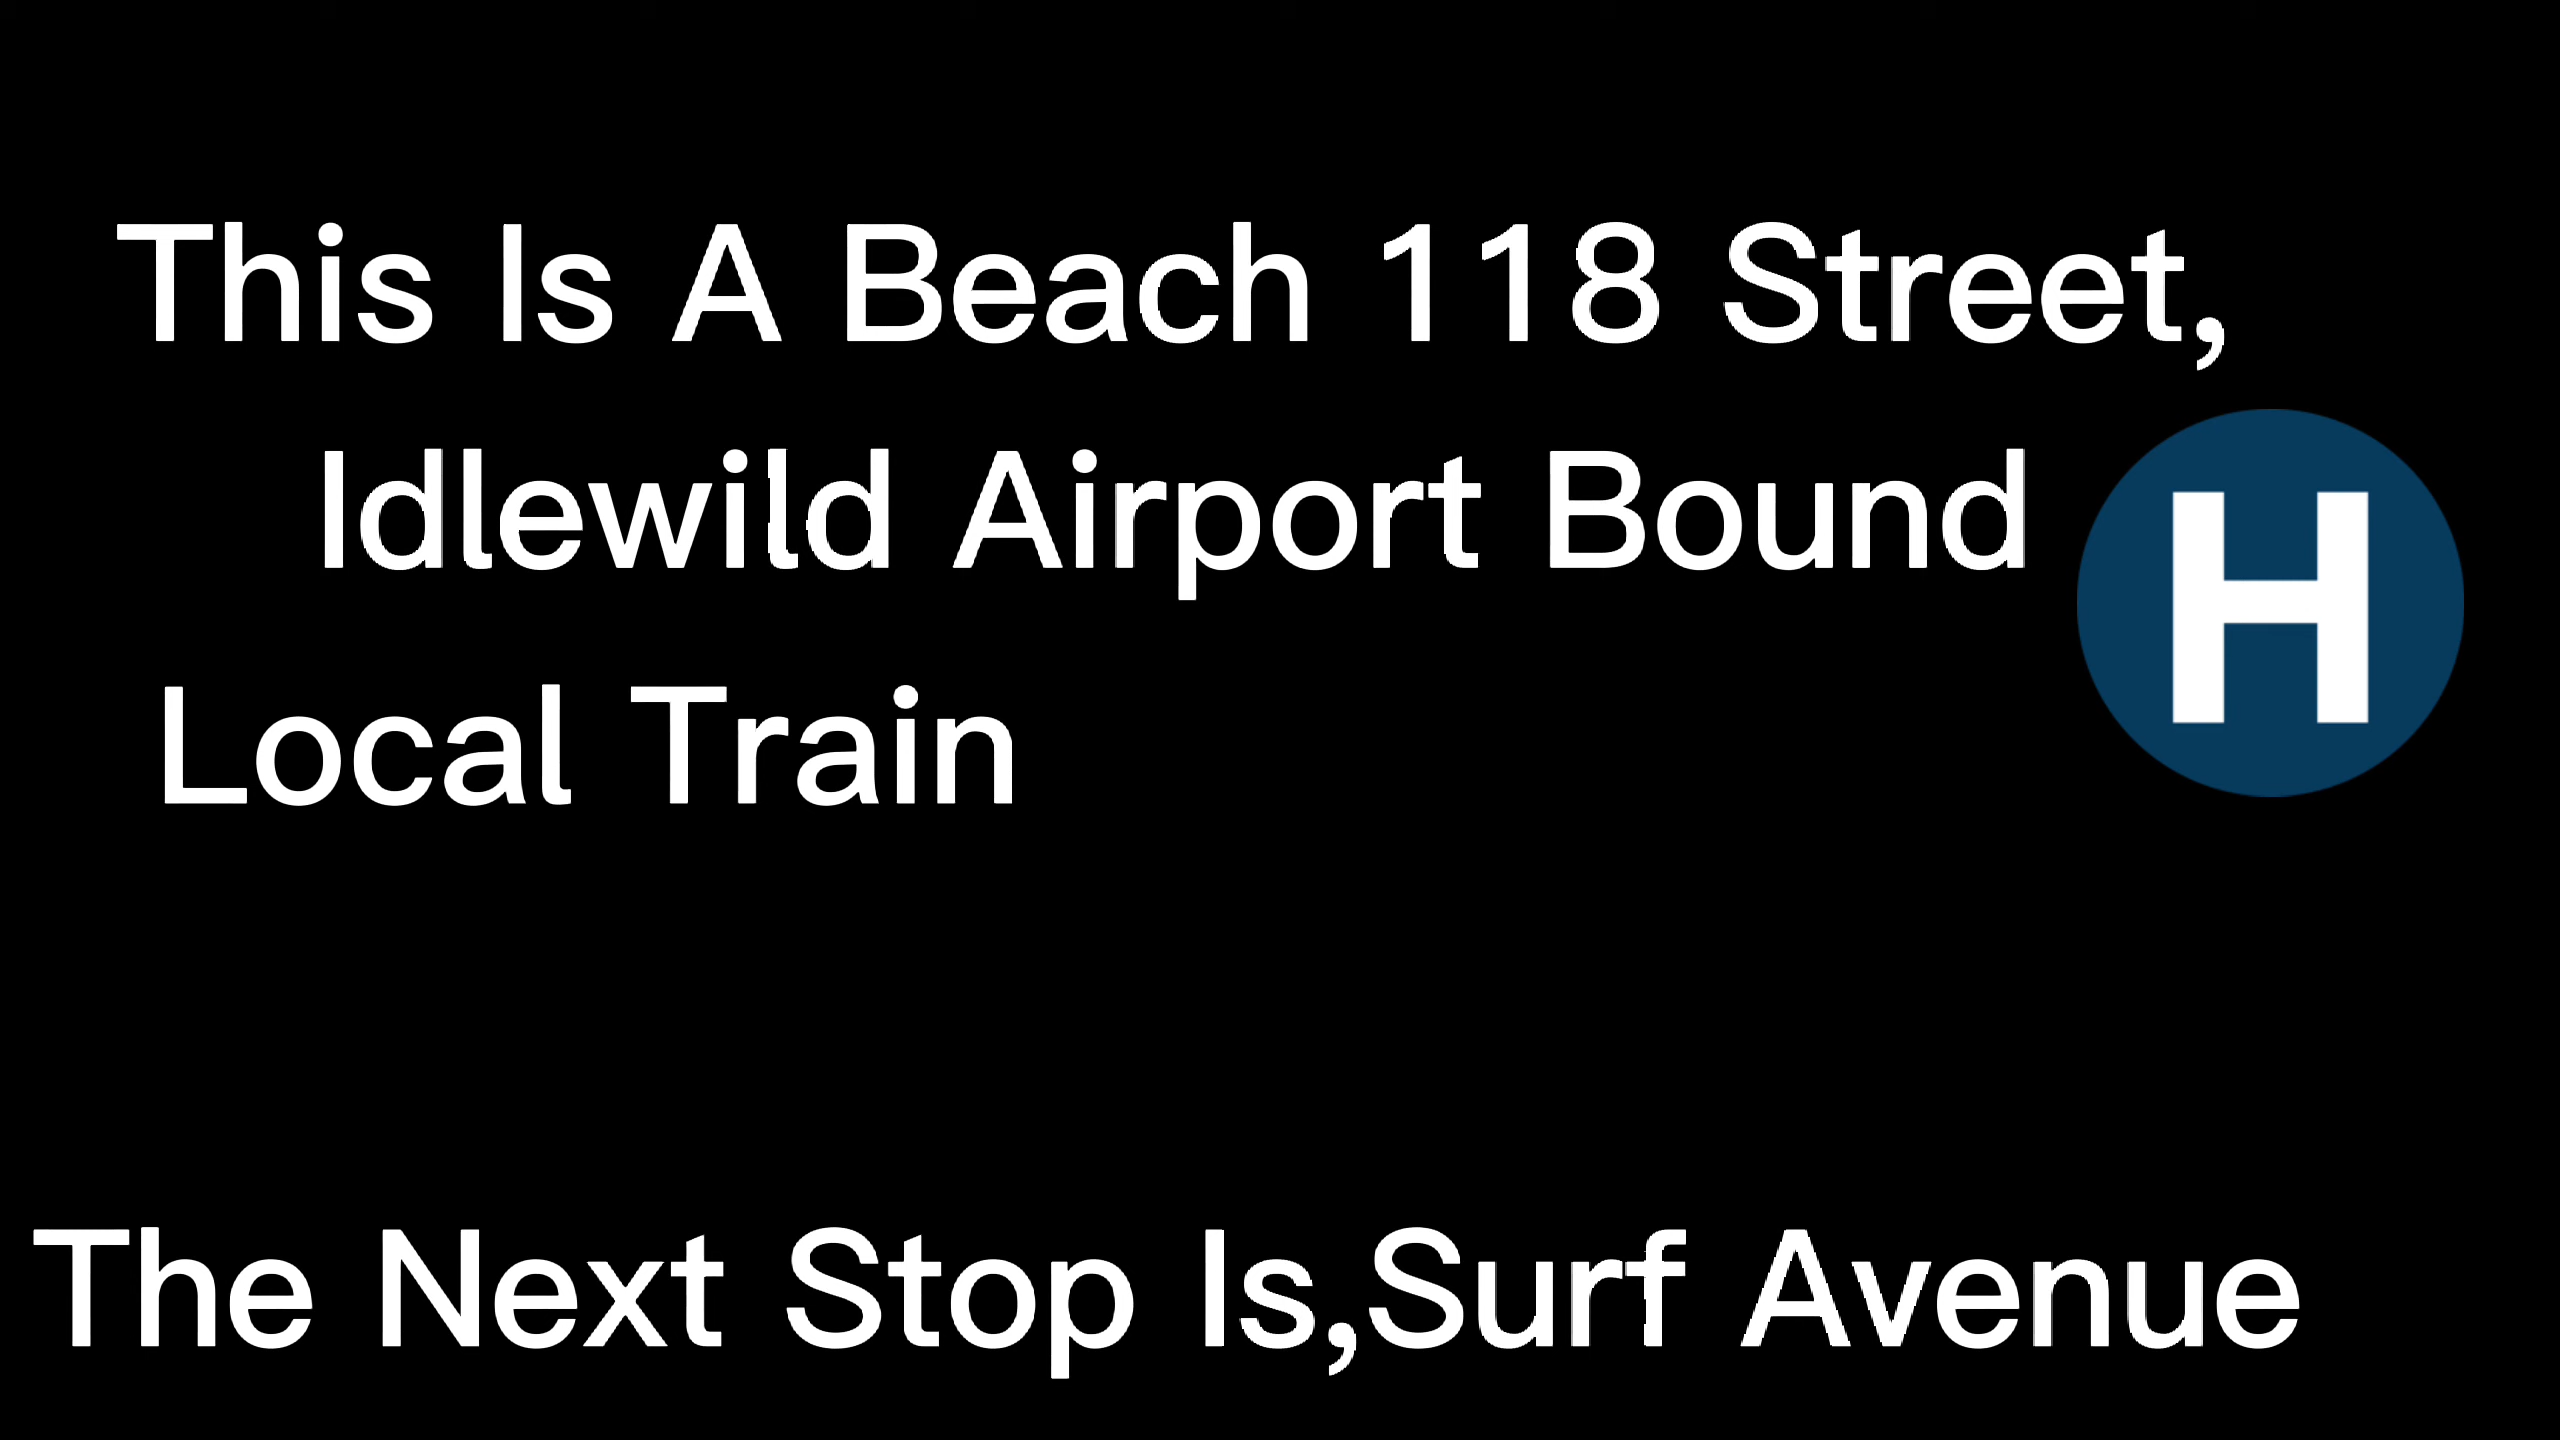 This Is A Beach 118 Street,
Idlewild Airport Bound
H
Local Train
The Next Stop Is,Surf Avenue